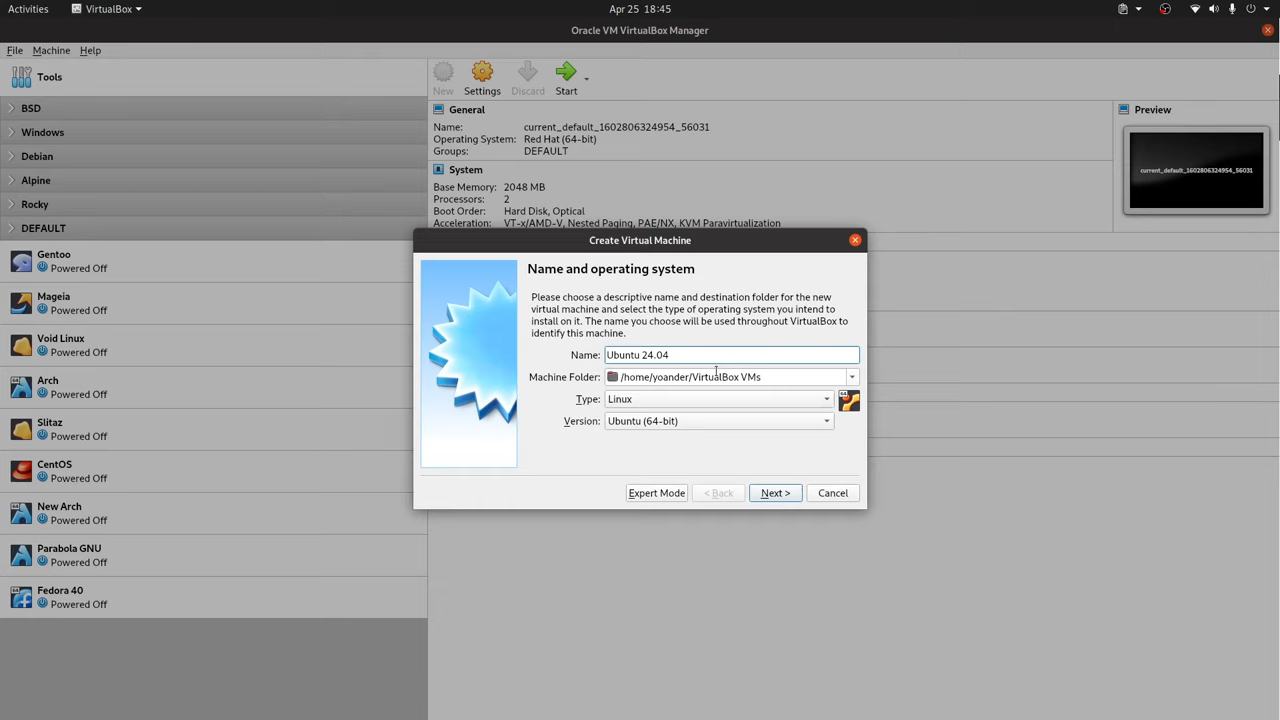 Activities VirtualBox Apr 25 18:45
Oracle VM VirtualBox Manager
File Machine Help
Tools
New Settings Discard Start
BSD
Windows
Debian
Alpine
Rocky
DEFAULT
Gentoo
Powered Off
Mageia
Powered Off
Void Linux
Powered Off
Arch
Powered Off
Slitaz
Powered Off
CentOS
Powered Off
New Arch
Powered Off
Parabola GNU
Powered Off
Fedora 40
Powered Off
General
Name: current_default_1602806324954_56031
Operating System: Red Hat (64-bit)
Groups: DEFAULT
System
Base Memory: 2048 MB
Processors: 2
Boot Order: Hard Disk, Optical
Acceleration: VT-x/AMD-V, Nested Paging, PAE/NX, KVM Paravirtualization
Preview
current_default_1602806324954_56031
Create Virtual Machine
Name and operating system
Please choose a descriptive name and destination folder for the new
virtual machine and select the type of operating system you intend to
install on it. The name you choose will be used throughout VirtualBox to
identify this machine.
Name: Ubuntu 24.04
Machine Folder: /home/yoander/VirtualBox VMs
Type: Linux
Version: Ubuntu (64-bit)
Expert Mode < Back Next > Cancel